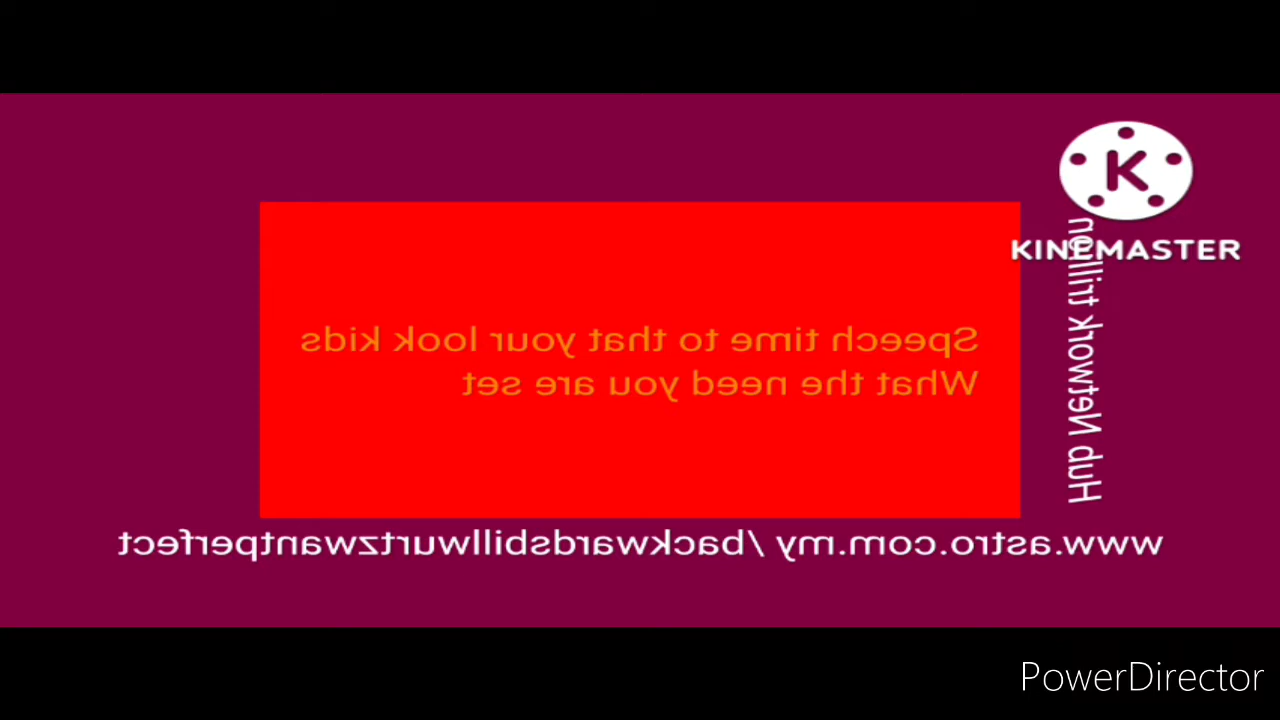 KINEMASTER
Hub Network trillion
Speech time to that your look kids
What the need you are set
www.astro.com.my/backwardsbillwurtzwantperfect
PowerDirector